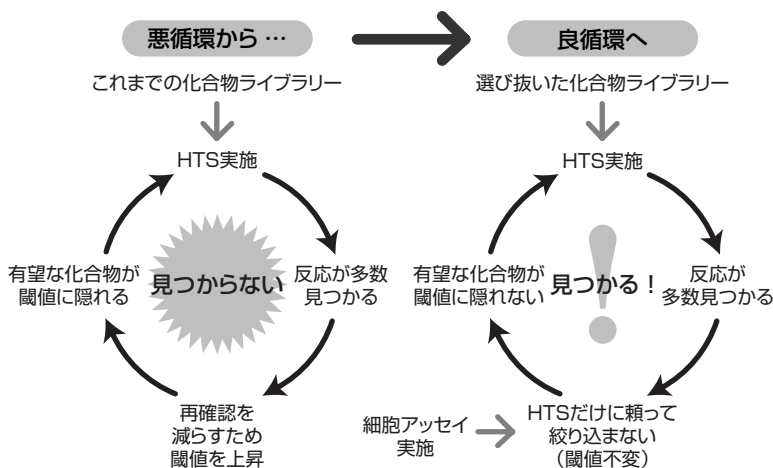 悪循環から…
良循環へ
これまでの化合物ライブラリー
HTS実施
反応が多数
見つかる
再確認を
減らすため
閾値を上昇
有望な化合物が
閾値に隠れる
見つからない
選び抜いた化合物ライブラリー
HTS実施
反応が
多数見つかる
HTSだけに頼って
絞り込まない
(閾値不変)
細胞アッセイ
実施
有望な化合物が
閾値に隠れない
見つかる!